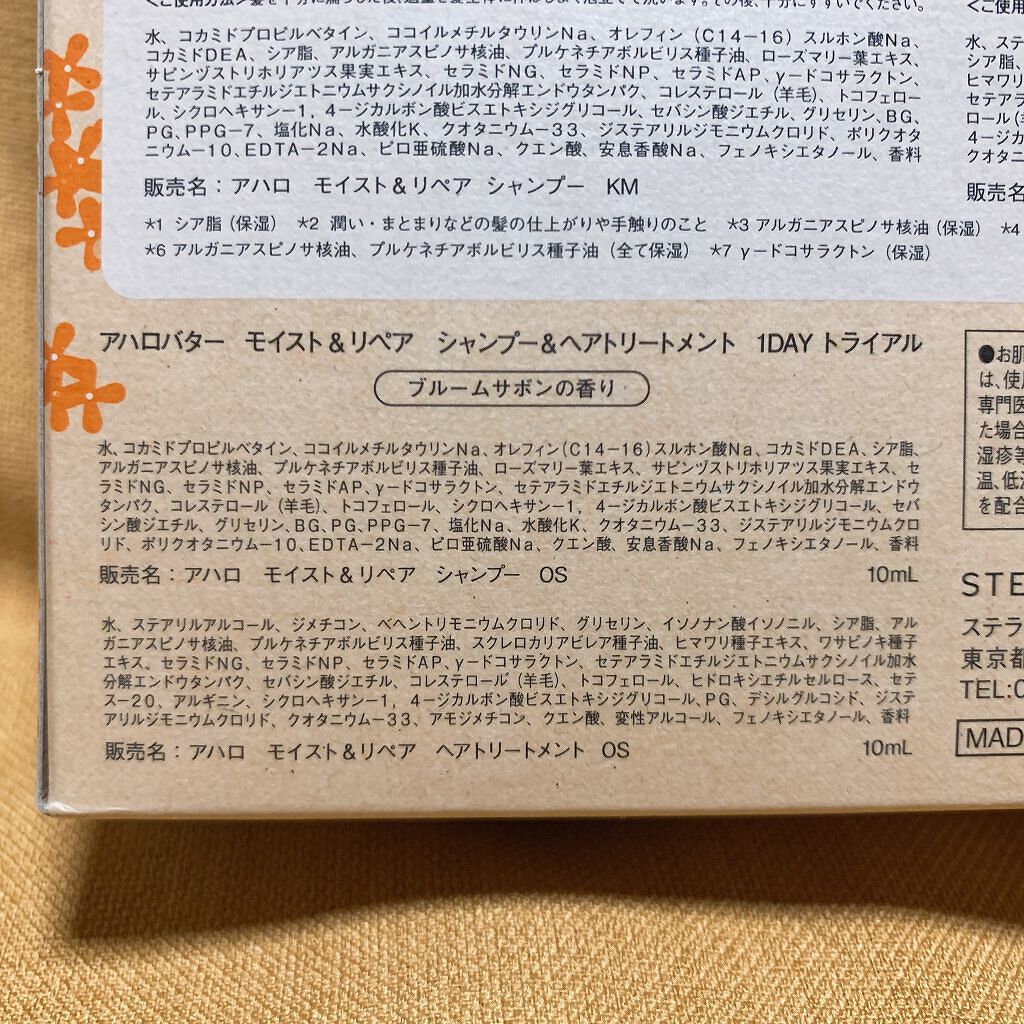 <ご使用方法>髪を十分に濡らした後、適量を髪全体に伸ばしよく泡立てて洗います。その後、十分にすすいでください。
水、コカミドプロピルベタイン、ココイルメチルタウリンNa、オレフィン(C14-16)スルホン酸Na、
コカミドDEA、シア脂、アルガニアスピノサ核油、プルケネチアボルビリス種子油、ローズマリー葉エキス、
サピンヅストリホリアツス果実エキス、セラミドNG、セラミドNP、セラミドAP、γ-ドコサラクトン、
セテアラミドエチルジエトニウムサクシノイル加水分解エンドウタンパク、コレステロール(羊毛)、トコフェロー
ル、シクロヘキサン-1, 4-ジカルボン酸ビスエトキシジグリコール、セバシン酸ジエチル、グリセリン、BG、
PG、PPG-7、塩化Na、水酸化K、クオタニウム-33、ジステアリルジモニウムクロリド、ポリクオタ
ニウム-10、EDTA-2Na、ピロ亜硫酸Na、クエン酸、安息香酸Na、フェノキシエタノール、香料
販売名:アハロ モイスト&リペア シャンプー KM
*1 シア脂(保湿) *2 潤い・まとまりなどの髪の仕上がりや手触りのこと *3 アルガニアスピノサ核油(保湿) *4
*6 アルガニアスピノサ核油、プルケネチアボルビリス種子油(全て保湿) *7 γ-ドコサラクトン(保湿)
<ご使用
水、ステ
シア脂、
ヒマワリ
セテアラ
ロール(
4-ジカ
クオタニ
販売名
アハロバター モイスト&リペア シャンプー&ヘアトリートメント 1DAY トライアル
ブルームサボンの香り
水、コカミドプロピルベタイン、ココイルメチルタウリンNa、オレフィン(C14-16)スルホン酸Na、コカミドDEA、シア脂、
アルガニアスピノサ核油、プルケネチアボルビリス種子油、ローズマリー葉エキス、サピンヅストリホリアツス果実エキス、セ
ラミドNG、セラミドNP、セラミドAP、γ-ドコサラクトン、セテアラミドエチルジエトニウムサクシノイル加水分解エンドウ
タンパク、コレステロール(羊毛)、トコフェロール、シクロヘキサン-1, 4-ジカルボン酸ビスエトキシジグリコール、セバ
シン酸ジエチル、グリセリン、BG、PG、PPG-7、塩化Na、水酸化K、クオタニウム-33、ジステアリルジモニウムクロ
リド、ポリクオタニウム-10、EDTA-2Na、ピロ亜硫酸Na、クエン酸、安息香酸Na、フェノキシエタノール、香料
販売名:アハロ モイスト&リペア シャンプー OS 10mL
水、ステアリルアルコール、ジメチコン、ベヘントリモニウムクロリド、グリセリン、イソノナン酸イソノニル、シア脂、アル
ガニアスピノサ核油、プルケネチアボルビリス種子油、スクレロカリアビレア種子油、ヒマワリ種子エキス、ワサビノキ種子
エキス、セラミドNG、セラミドNP、セラミドAP、γ-ドコサラクトン、セテアラミドエチルジエトニウムサクシノイル加水
分解エンドウタンパク、セバシン酸ジエチル、コレステロール(羊毛)、トコフェロール、ヒドロキシエチルセルロース、セテ
ス-20、アルギニン、シクロヘキサン-1, 4-ジカルボン酸ビスエトキシジグリコール、PG、デシルグルコシド、ジステ
アリルジモニウムクロリド、クオタニウム-33、アモジメチコン、クエン酸、変性アルコール、フェノキシエタノール、香料
販売名:アハロ モイスト&リペア ヘアトリートメント OS 10mL
●お肌
は、使
専門医
た場合
湿疹等
温、低
を配合
STE
ステラ
東京都
TEL:0
MAD